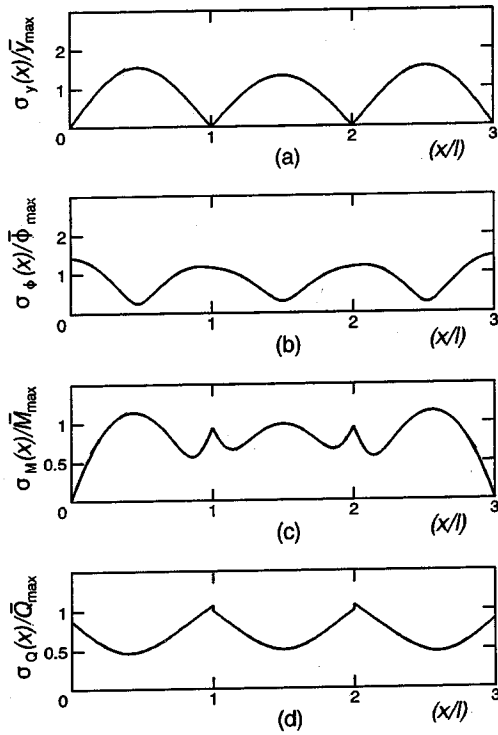 σy(x)/ȳmax
2
1
0
1
2
3
(a)
(x/l)
σϕ(x)/ϕ̄max
2
1
0
1
2
3
(b)
(x/l)
σM(x)/M̄max
1
0.5
0
1
2
3
(c)
(x/l)
σQ(x)/Q̄max
1
0.5
0
1
2
3
(d)
(x/l)